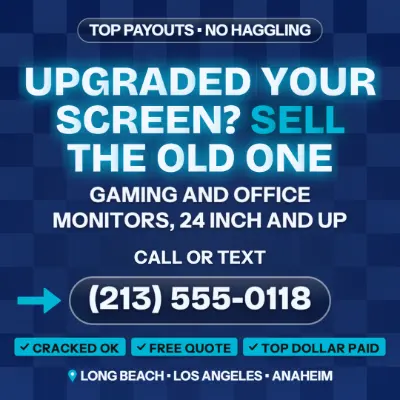 TOP PAYOUTS • NO HAGGLING
UPGRADED YOUR
SCREEN? SELL
THE OLD ONE
GAMING AND OFFICE
MONITORS, 24 INCH AND UP
CALL OR TEXT
(213) 555-0118
✓ CRACKED OK ✓ FREE QUOTE ✓ TOP DOLLAR PAID
LONG BEACH • LOS ANGELES • ANAHEIM